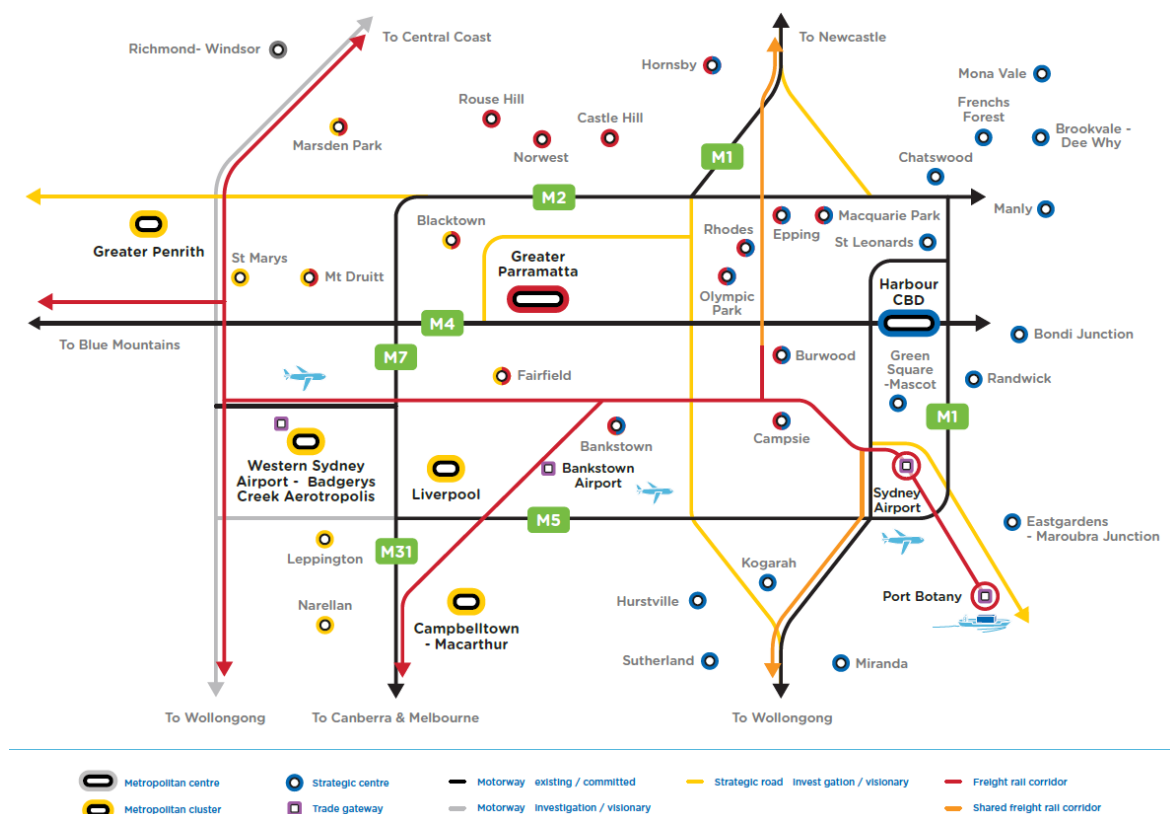 To Central Coast
To Newcastle
Richmond- Windsor
Hornsby
Mona Vale
Rouse Hill
Castle Hill
Frenchs
Forest
Marsden Park
Norwest
Brookvale -
Dee Why
M1
Chatswood
M2
Greater Penrith
Blacktown
Rhodes
Epping
Macquarie Park
Manly
St Marys
Mt Druitt
Greater
Parramatta
St Leonards
Olympic
Park
Harbour
CBD
M4
To Blue Mountains
M7
Bondi Junction
Burwood
Green
Square
-Mascot
Fairfield
Randwick
M1
Bankstown
Campsie
Western Sydney
Airport - Badgerys
Creek Aerotropolis
Liverpool
Bankstown
Airport
Sydney
Airport
M5
Eastgardens
- Maroubra Junction
Leppington
M31
Kogarah
Narellan
Hurstville
Port Botany
Campbelltown
- Macarthur
Sutherland
Miranda
To Wollongong
To Canberra & Melbourne
To Wollongong
Metropolitan centre
Strategic centre
Motorway existing / committed
Strategic road Invest gation / visionary
Freight rail corridor
Metropolitan cluster
Trade gateway
Motorway investigation / visionary
Shared freight rail corridor